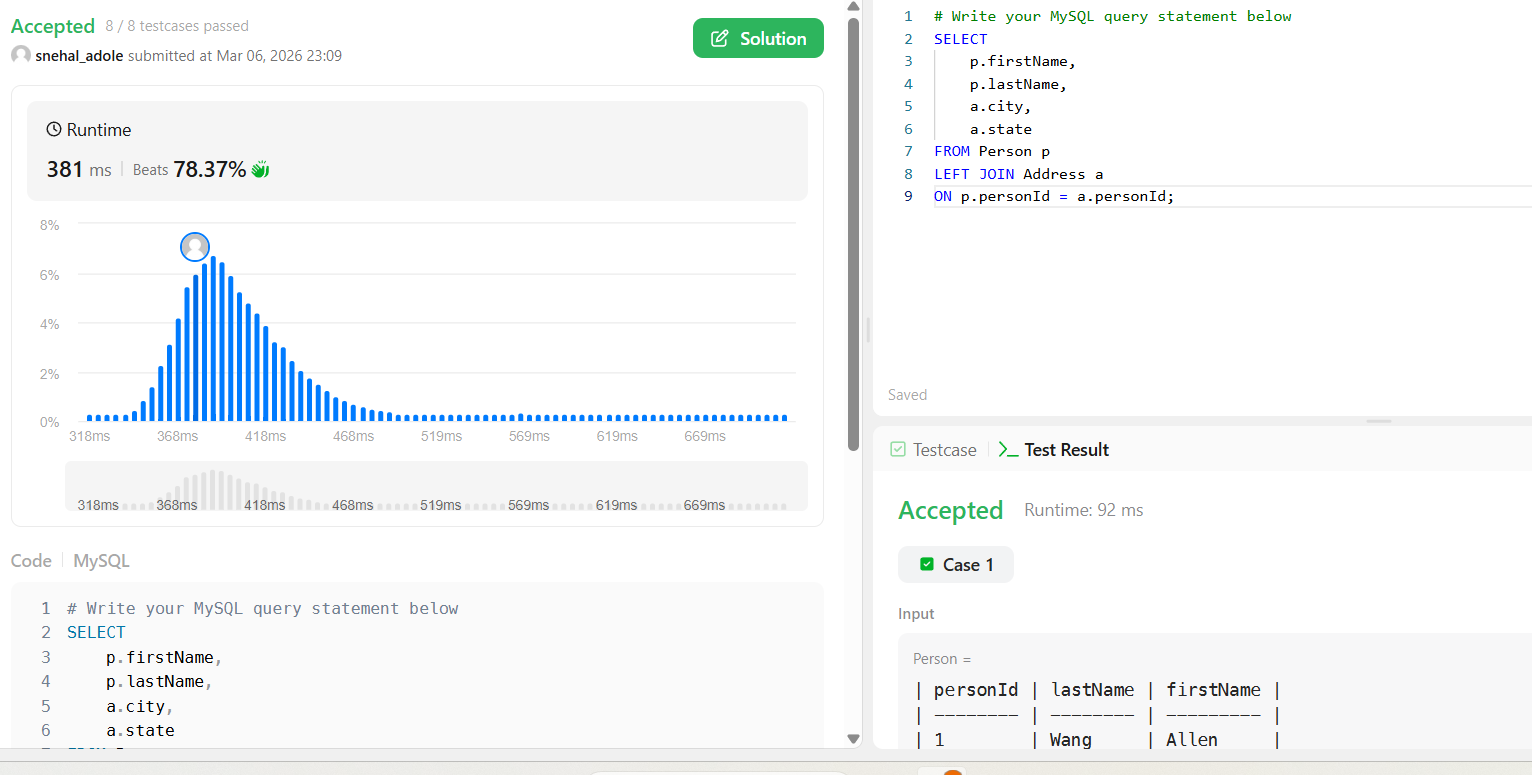 Accepted 8 / 8 testcases passed
snehal_adole submitted at Mar 06, 2026 23:09
Solution
Runtime
381 ms | Beats 78.37%
8%
6%
4%
2%
0%
318ms 368ms 418ms 468ms 519ms 569ms 619ms 669ms
318ms 368ms 418ms 468ms 519ms 569ms 619ms 669ms
Code | MySQL
1 # Write your MySQL query statement below
2 SELECT
3 p.firstName,
4 p.lastName,
5 a.city,
6 a.state
1 # Write your MySQL query statement below
2 SELECT
3 p.firstName,
4 p.lastName,
5 a.city,
6 a.state
7 FROM Person p
8 LEFT JOIN Address a
9 ON p.personId = a.personId;
Saved
Testcase | >_ Test Result
Accepted Runtime: 92 ms
Case 1
Input
Person =
| personId | lastName | firstName |
| -------- | -------- | --------- |
| 1 | Wang | Allen |